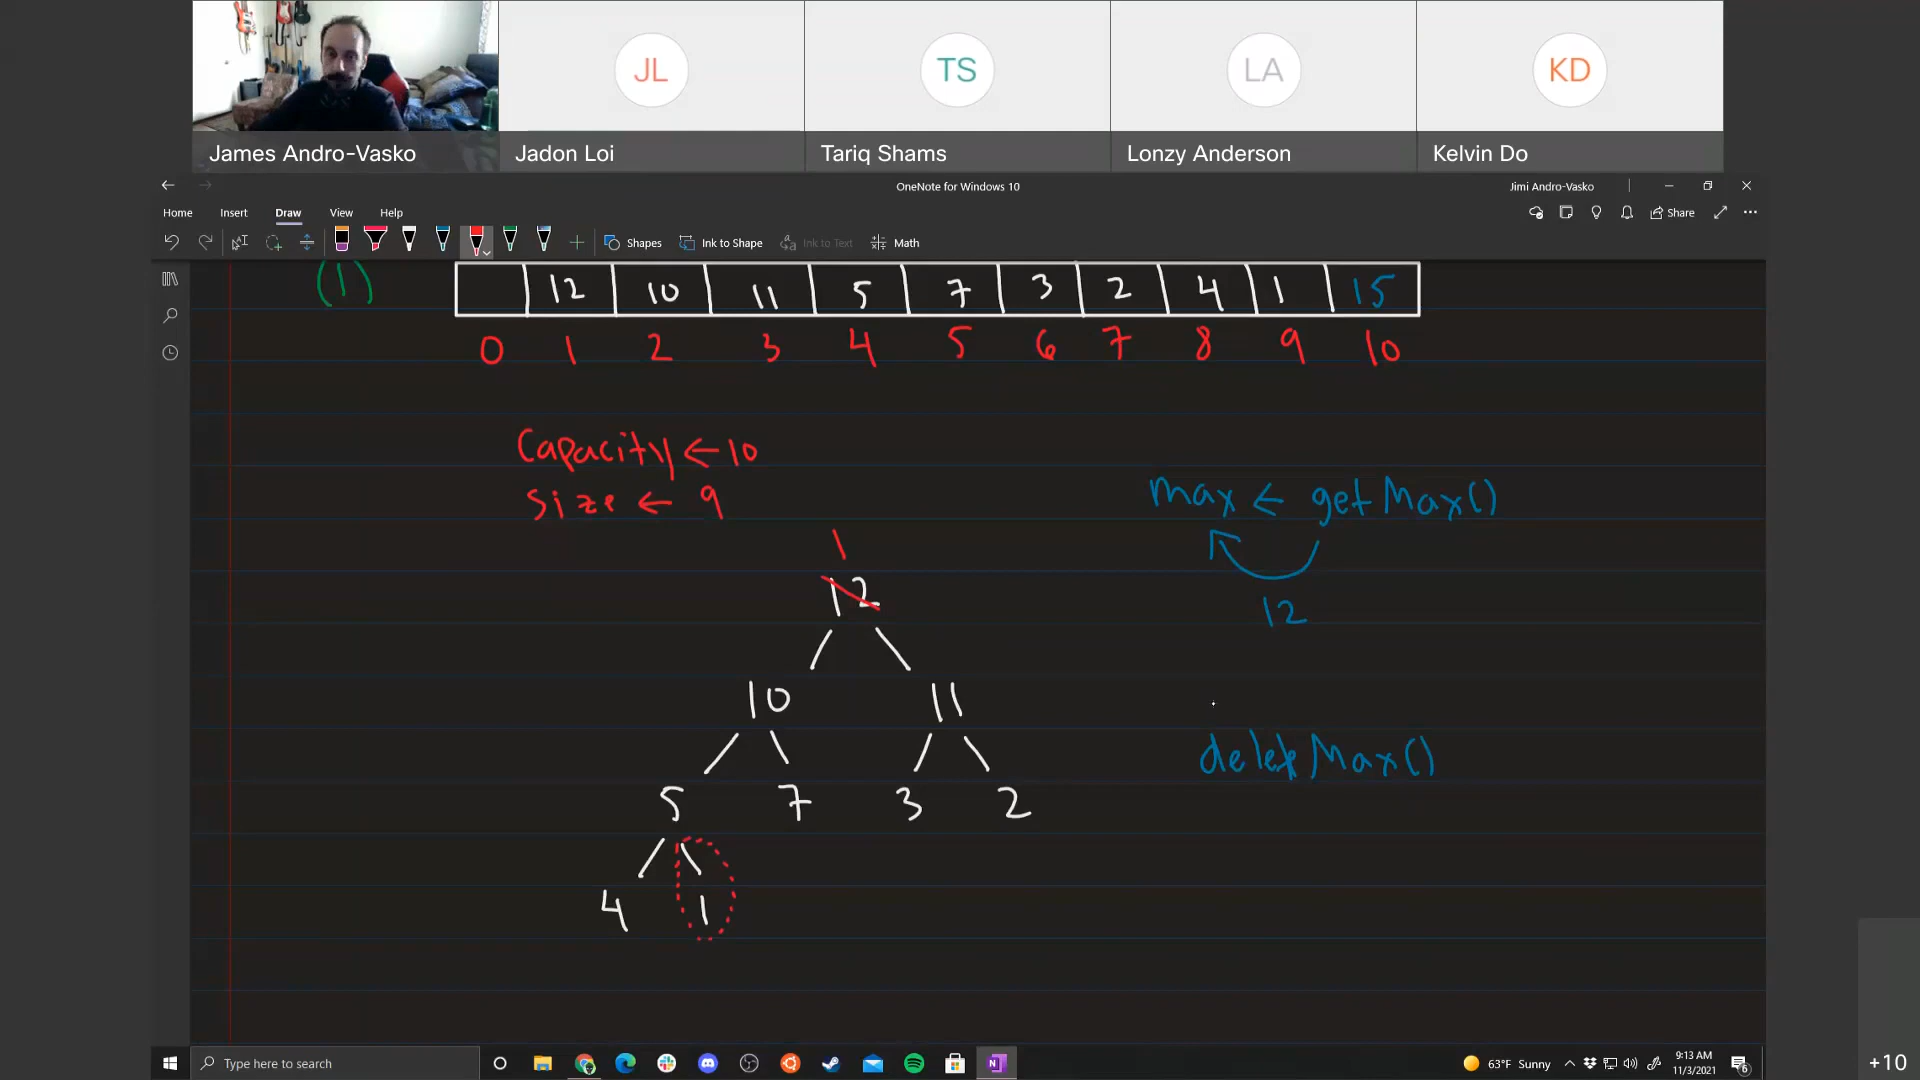 JL
TS
LA
KD
James Andro-Vasko
Jadon Loi
Tariq Shams
Lonzy Anderson
Kelvin Do
OneNote for Windows 10
Jimi Andro-Vasko
Home Insert Draw View Help
Share
Shapes Ink to Shape Ink to Text Math
(1)
12 10 11 5 7 3 2 4 1 15
0 1 2 3 4 5 6 7 8 9 10
Capacity ← 10
Size ← 9
max ← getMax()
12
1
12
10 11
5 7 3 2
4 1
deleteMax()
Type here to search
63°F Sunny
9:13 AM
11/3/2021
6
+10